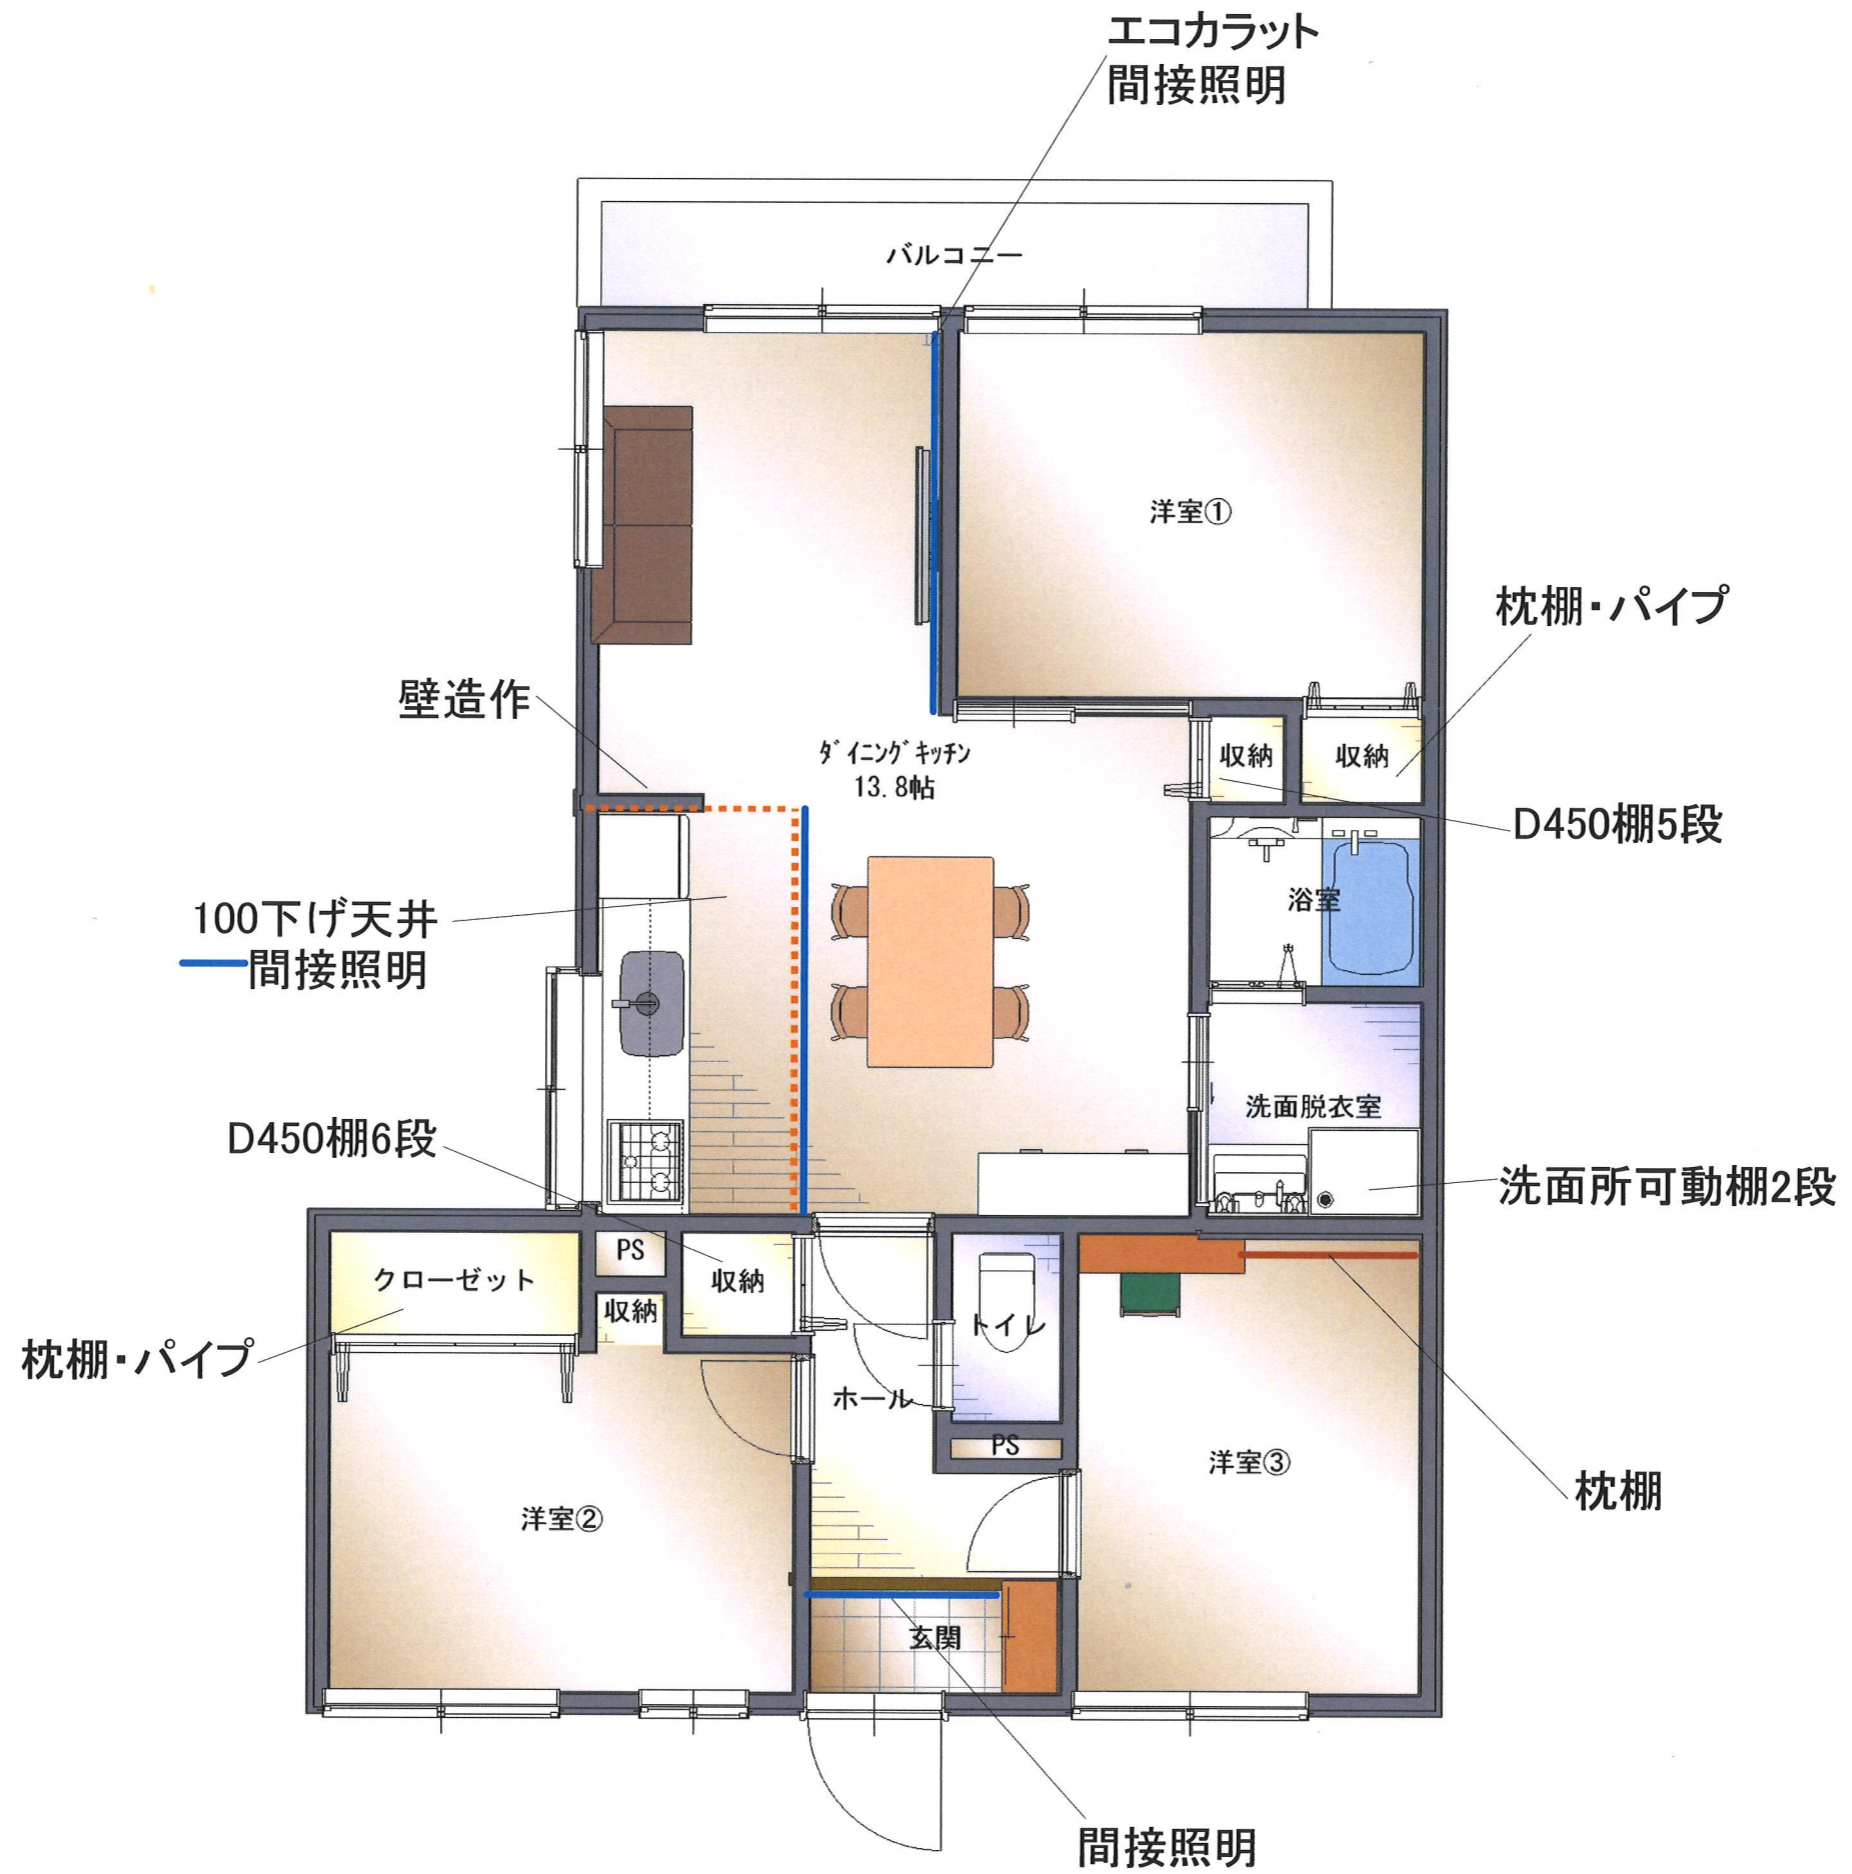 エコカラット
間接照明
バルコニー
洋室①
枕棚・パイプ
壁造作
ﾀﾞｲﾆﾝｸﾞｷｯﾁﾝ
13.8帖
収納
収納
D450棚5段
浴室
100下げ天井
間接照明
洗面脱衣室
D450棚6段
洗面所可動棚2段
PS
クローゼット
収納
収納
トイレ
枕棚・パイプ
ホール
PS
洋室③
枕棚
洋室②
玄関
間接照明